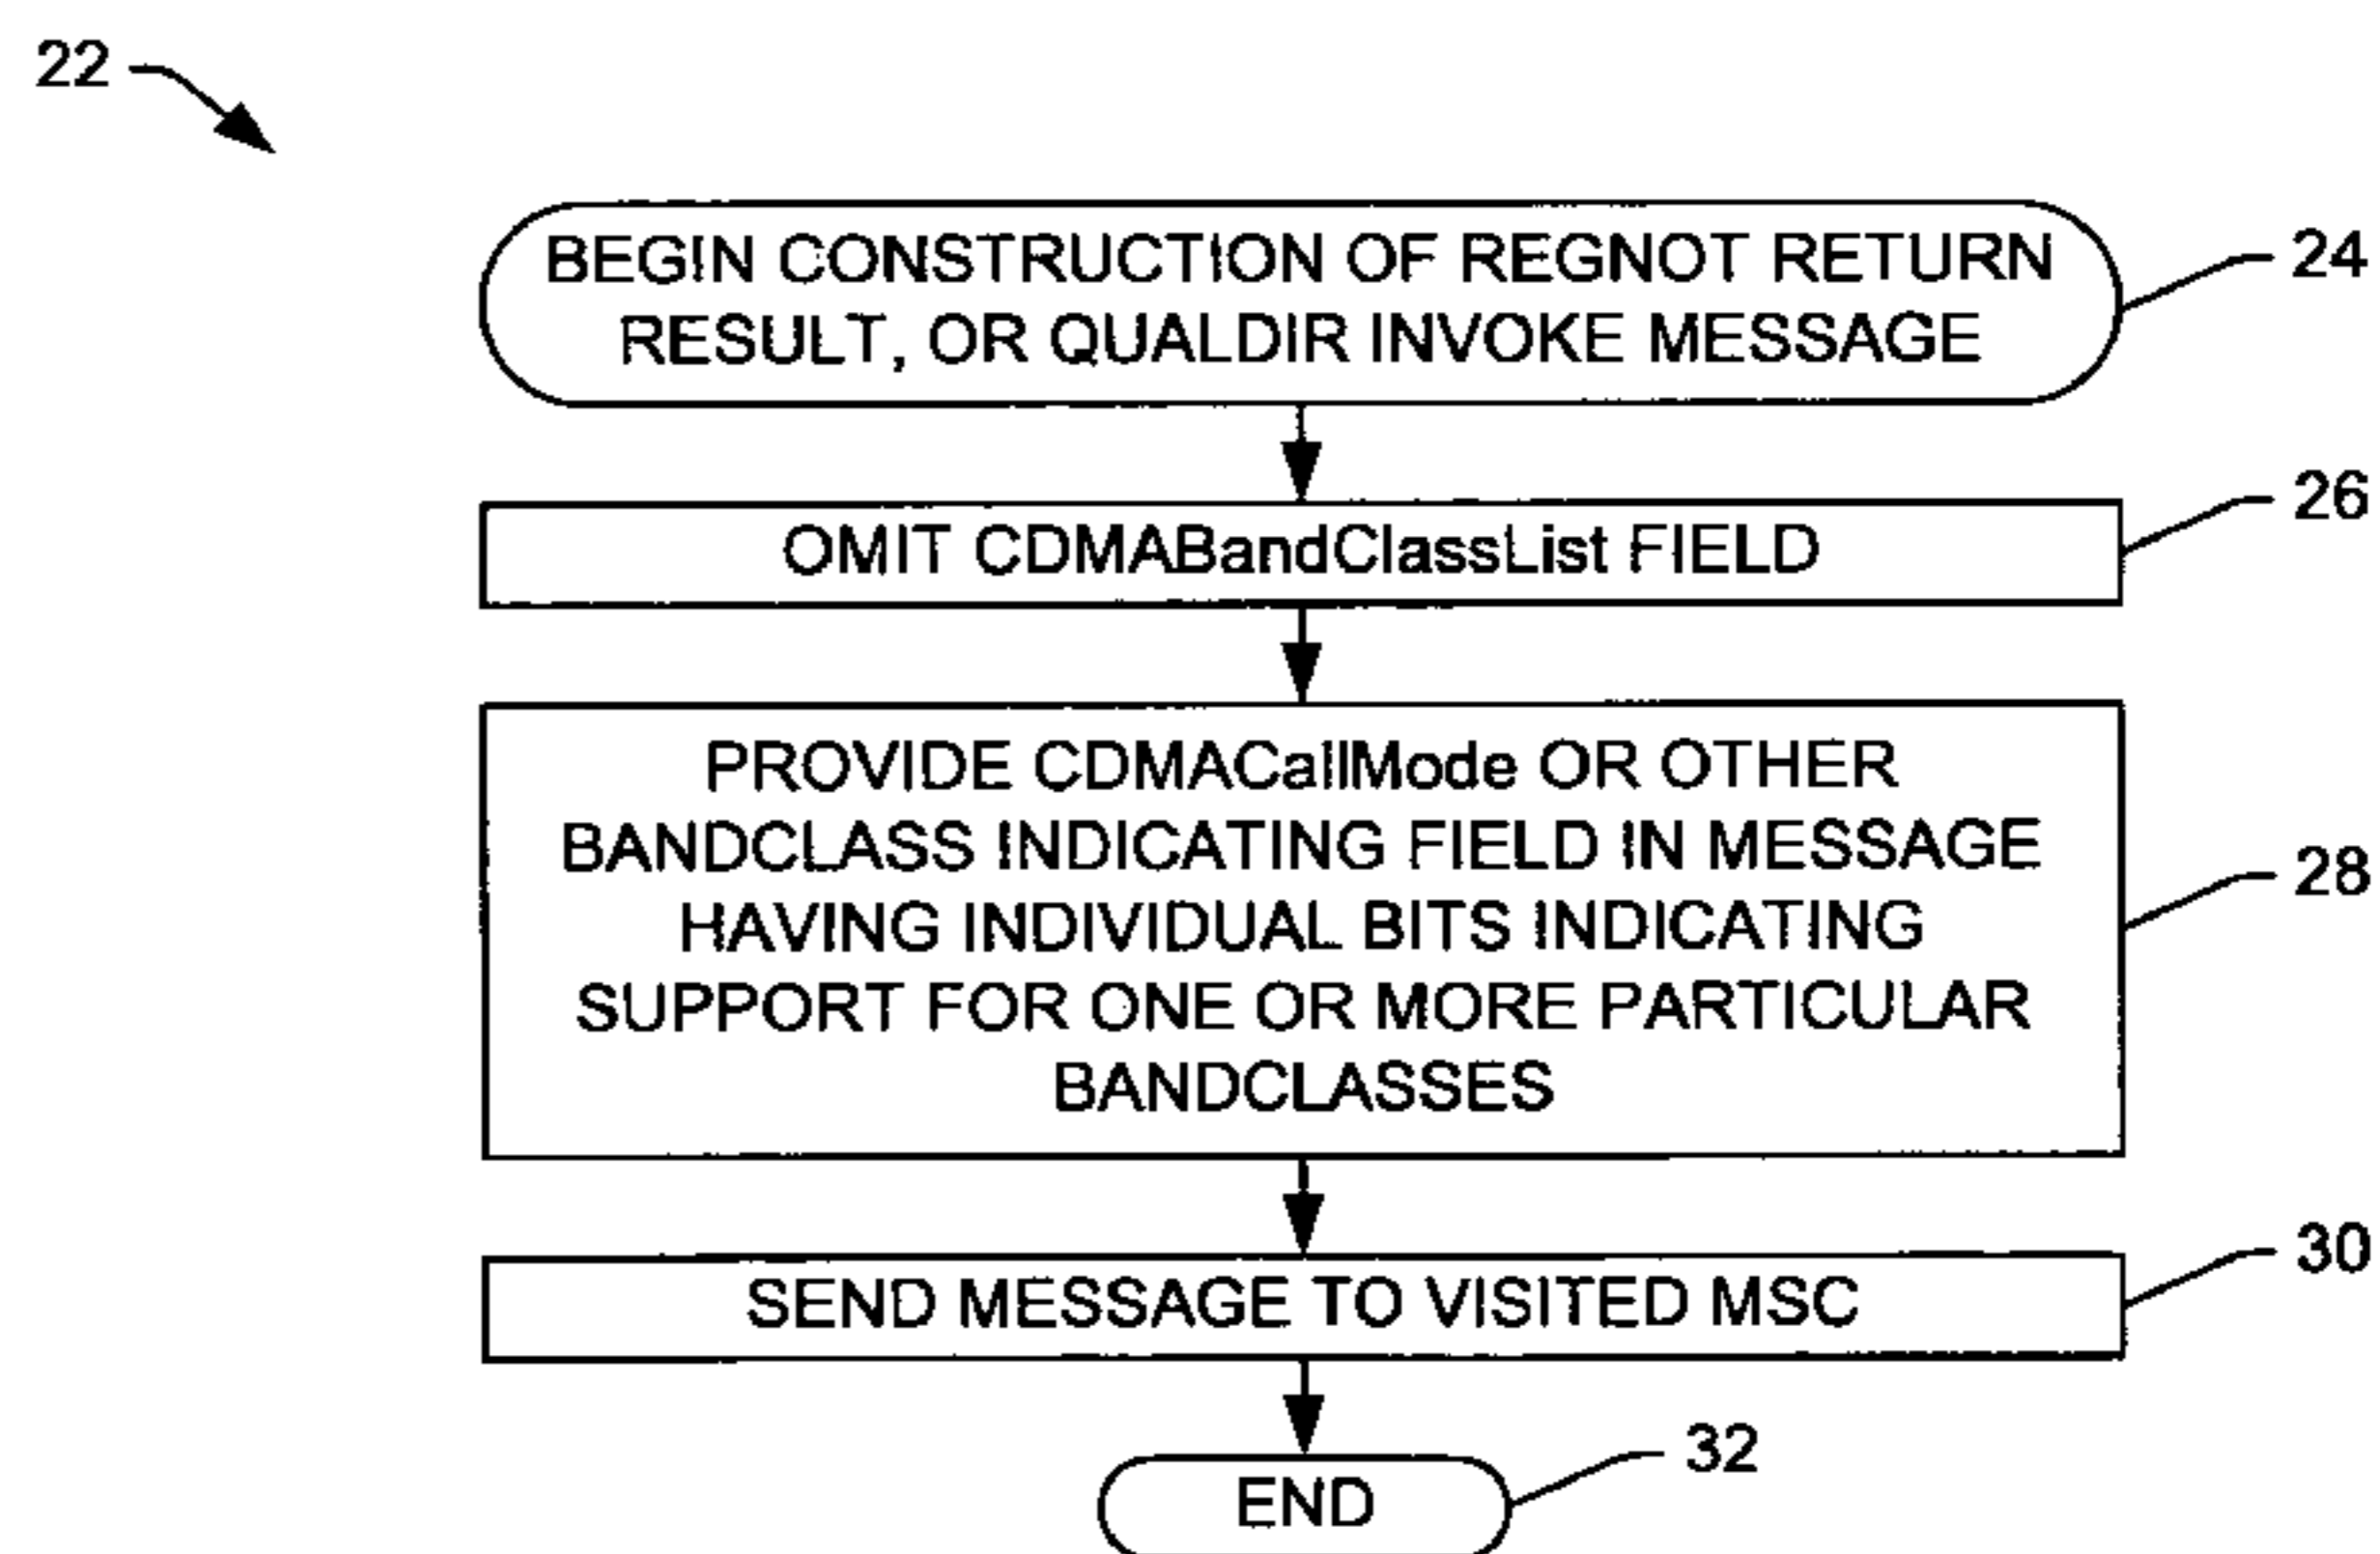 22
BEGIN CONSTRUCTION OF REGNOT RETURN
RESULT, OR QUALDIR INVOKE MESSAGE
24
OMIT CDMABandClassList FIELD
26
PROVIDE CDMACallMode OR OTHER
BANDCLASS INDICATING FIELD IN MESSAGE
HAVING INDIVIDUAL BITS INDICATING
SUPPORT FOR ONE OR MORE PARTICULAR
BANDCLASSES
28
SEND MESSAGE TO VISITED MSC
30
END
32